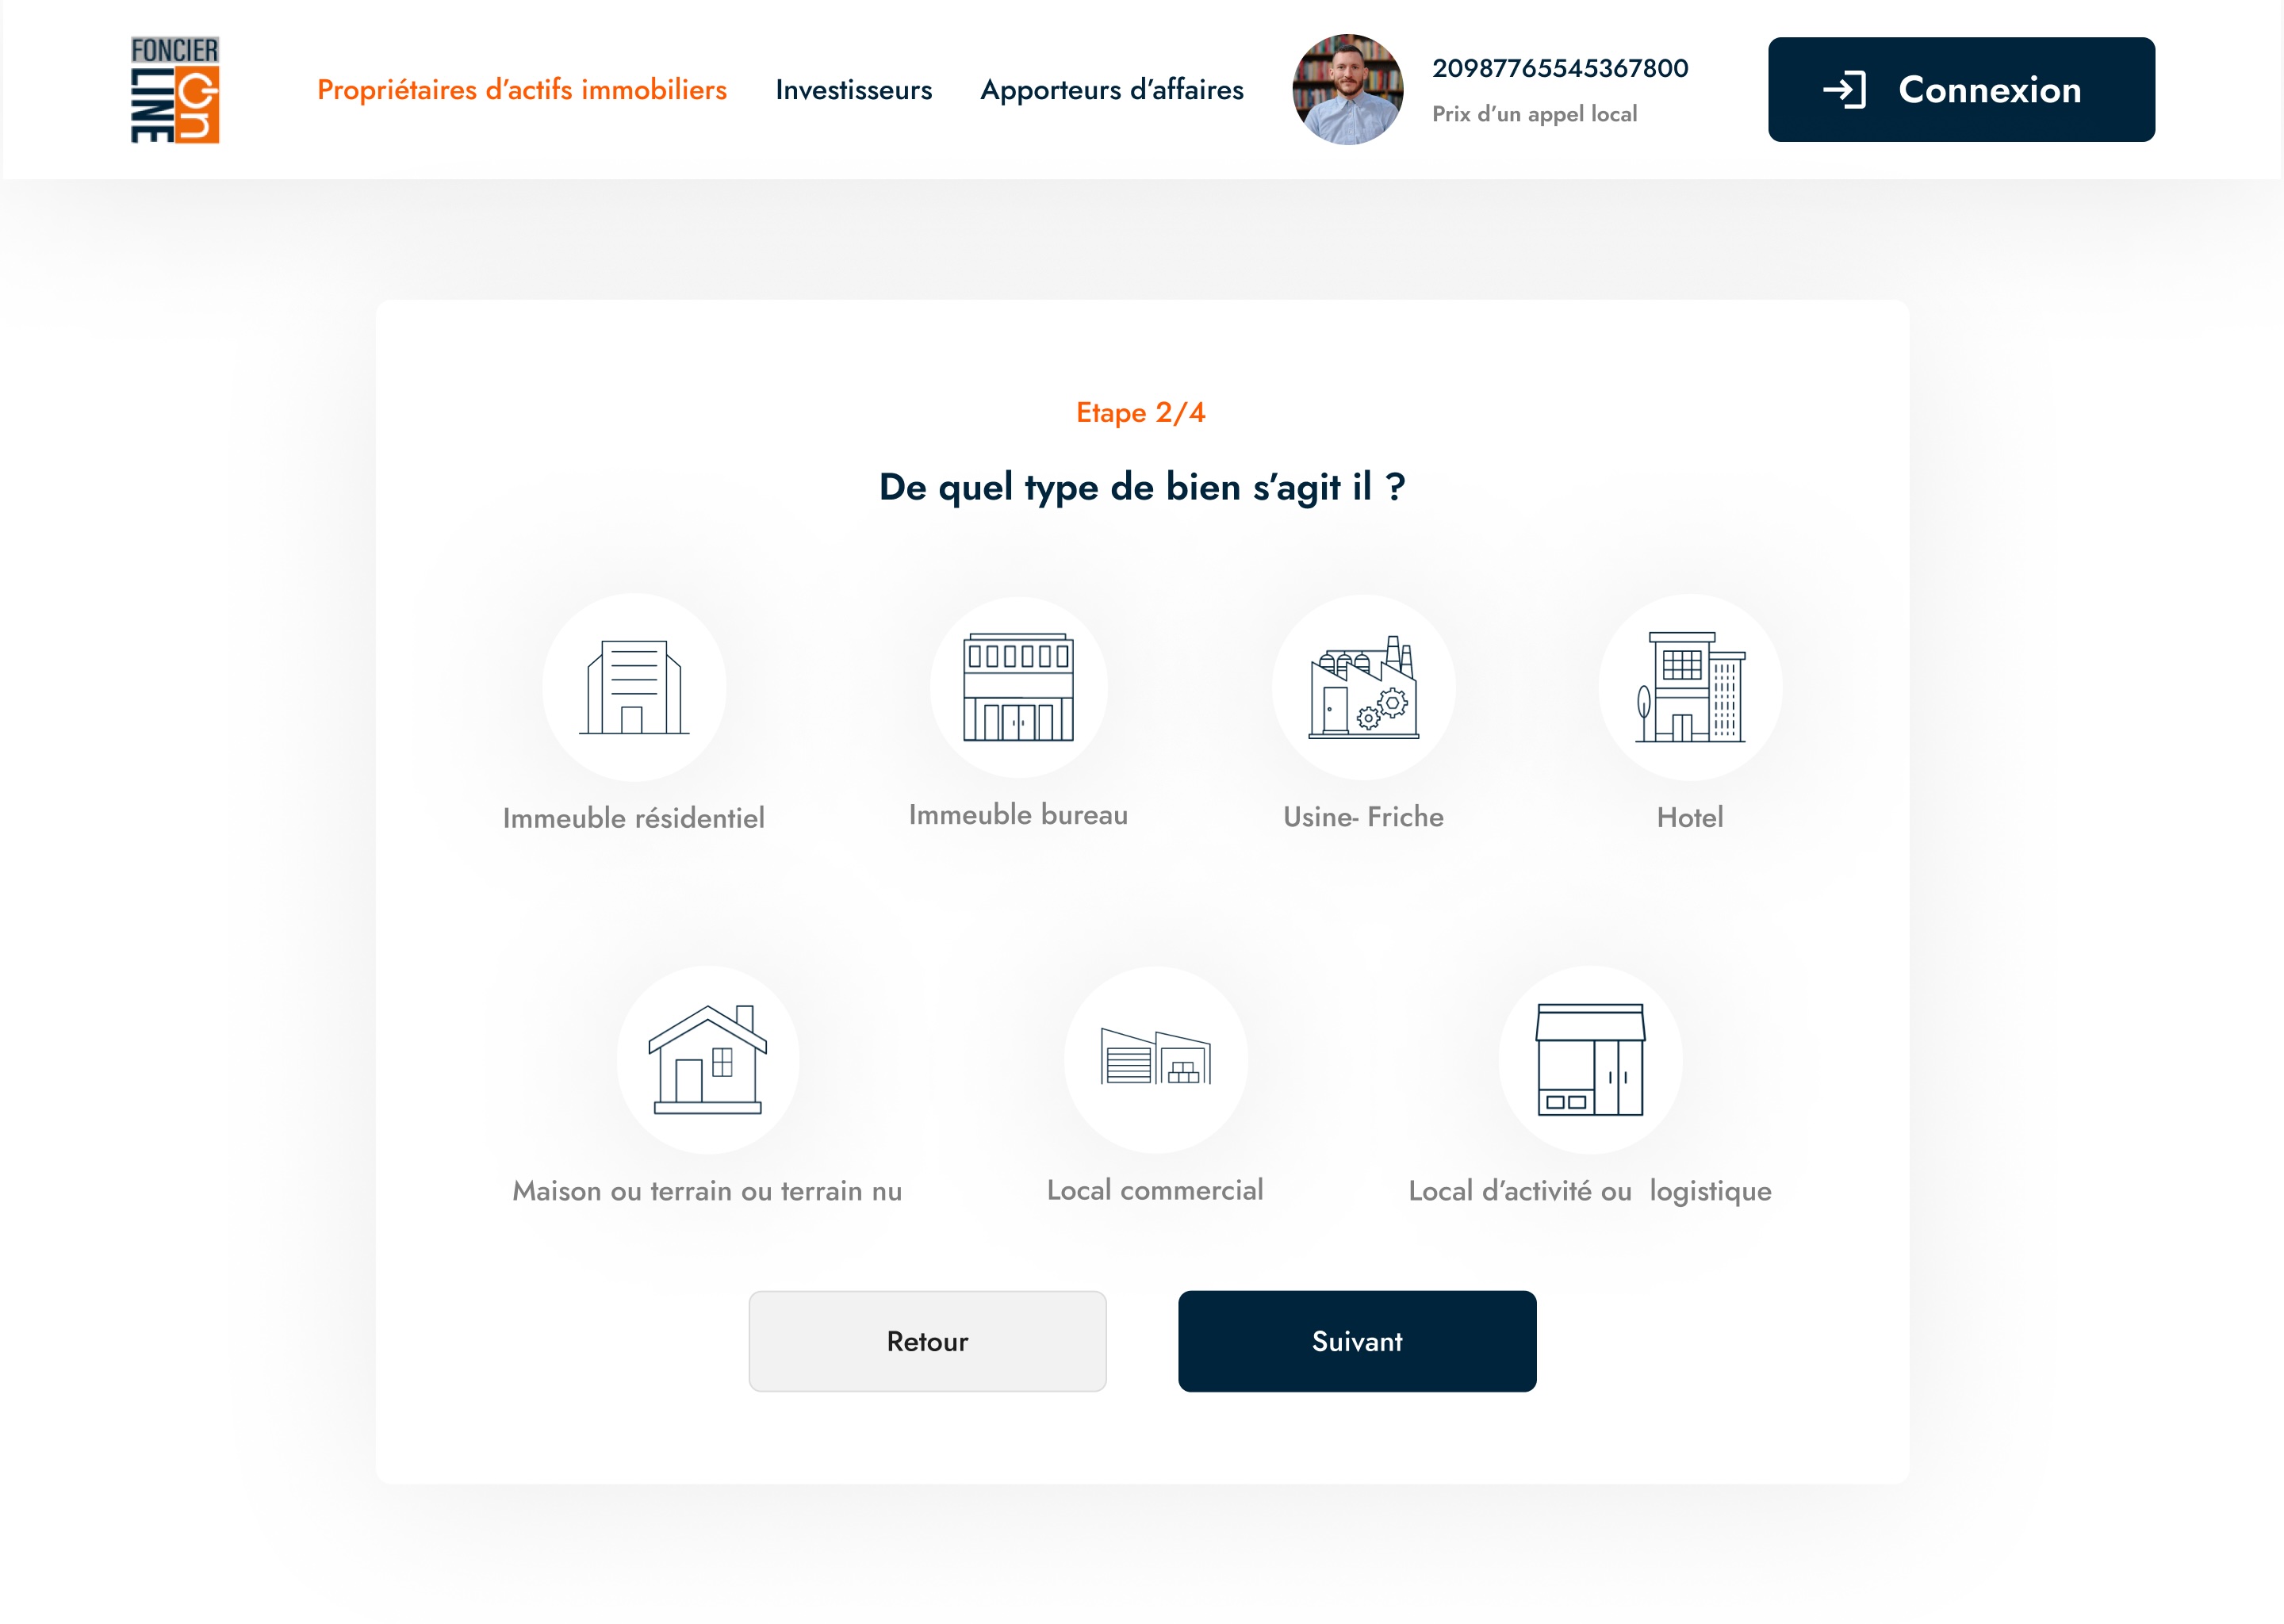 FONCIER
LINE
On
Propriétaires d’actifs immobiliers
Investisseurs
Apporteurs d’affaires
20987765545367800
Prix d’un appel local
Connexion
Etape 2/4
De quel type de bien s’agit il ?
Immeuble résidentiel
Immeuble bureau
Usine- Friche
Hotel
Maison ou terrain ou terrain nu
Local commercial
Local d’activité ou  logistique
Retour
Suivant